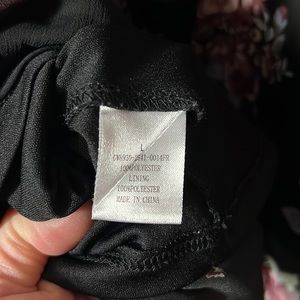 L
100%POLYESTER
LINING
100%POLYESTER
MADE IN CHINA